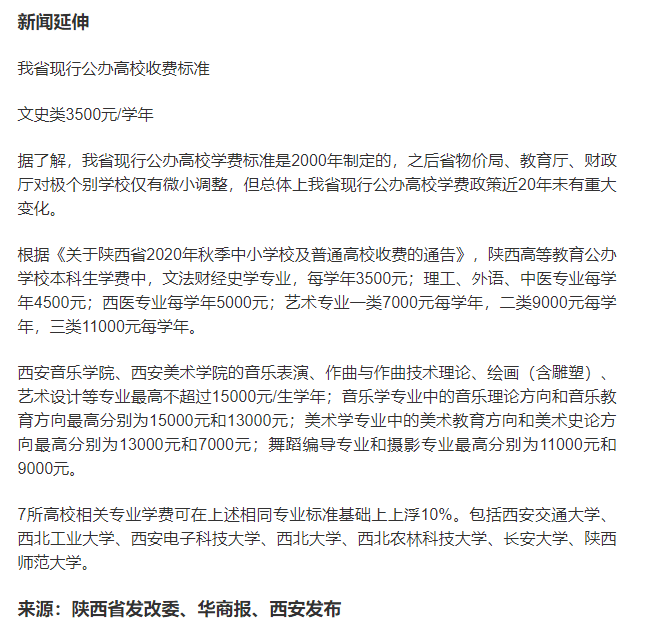 新闻延伸
我省现行公办高校收费标准
文史类3500元/学年
据了解，我省现行公办高校学费标准是2000年制定的，之后省物价局、教育厅、财政
厅对极个别学校仅有微小调整，但总体上我省现行公办高校学费政策近20年未有重大
变化。
根据《关于陕西省2020年秋季中小学校及普通高校收费的通告》，陕西高等教育公办
学校本科生学费中，文法财经史学专业，每学年3500元；理工、外语、中医专业每学
年4500元；西医专业每学年5000元；艺术专业一类7000元每学年，二类9000元每学
年，三类11000元每学年。
西安音乐学院、西安美术学院的音乐表演、作曲与作曲技术理论、绘画（含雕塑）、
艺术设计等专业最高不超过15000元/生学年；音乐学专业中的音乐理论方向和音乐教
育方向最高分别为15000元和13000元；美术学专业中的美术教育方向和美术史论方
向最高分别为13000元和7000元；舞蹈编导专业和摄影专业最高分别为11000元和
9000元。
7所高校相关专业学费可在上述相同专业标准基础上上浮10%。包括西安交通大学、
西北工业大学、西安电子科技大学、西北大学、西北农林科技大学、长安大学、陕西
师范大学。
来源：陕西省发改委、华商报、西安发布